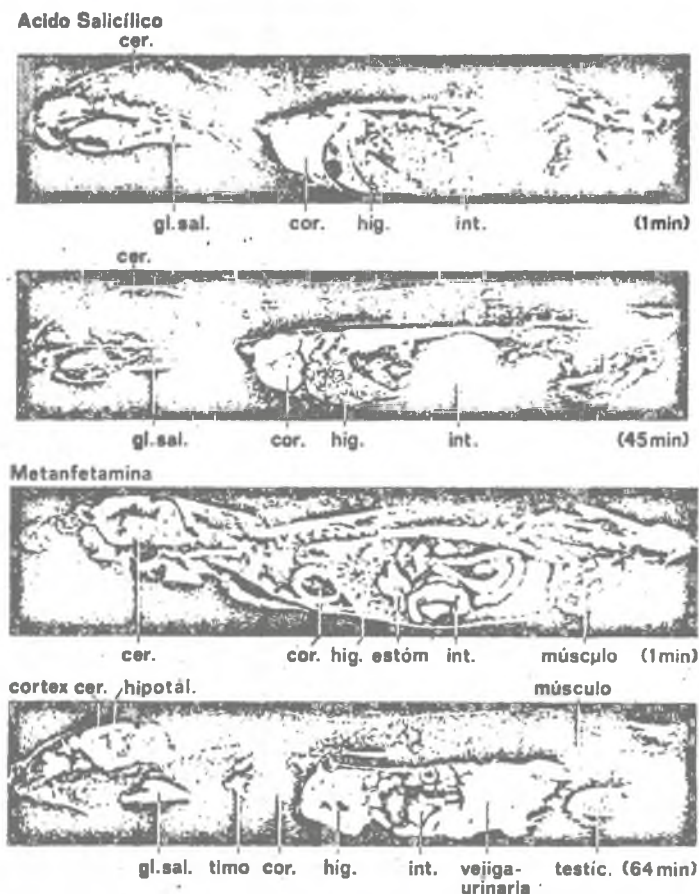 Acido Salicílico
cer.
gl.sal. cor. hig. int. (1min)
cer.
gl.sal. cor. hig. int. (45min)
Metanfetamina
cer. cor. hig. estóm int. músculo (1min)
cortex cer. hipotál. músculo
gl.sal. timo cor. hig. int. vejiga- testíc. (64min)
urinaria